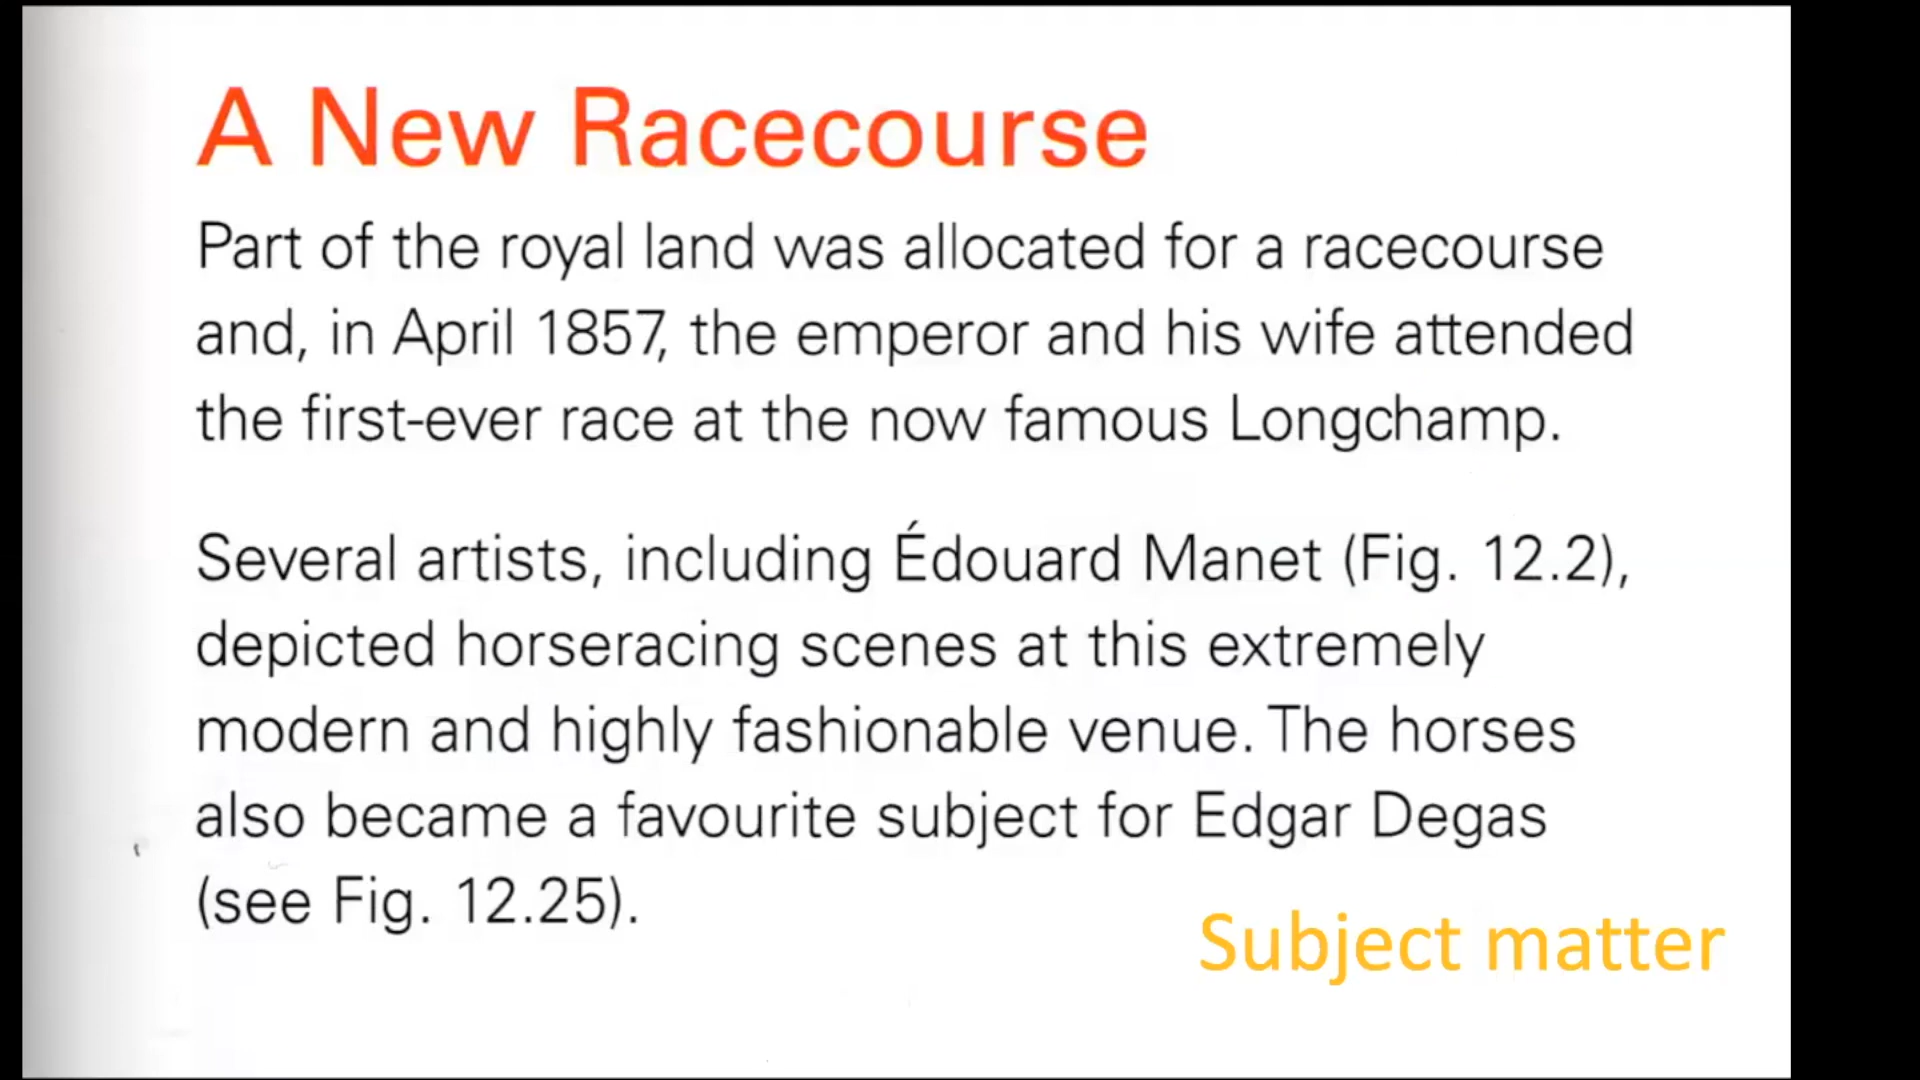 A New Racecourse
Part of the royal land was allocated for a racecourse
and, in April 1857, the emperor and his wife attended
the first-ever race at the now famous Longchamp.
Several artists, including Édouard Manet (Fig. 12.2),
depicted horseracing scenes at this extremely
modern and highly fashionable venue. The horses
also became a favourite subject for Edgar Degas
(see Fig. 12.25).
Subject matter